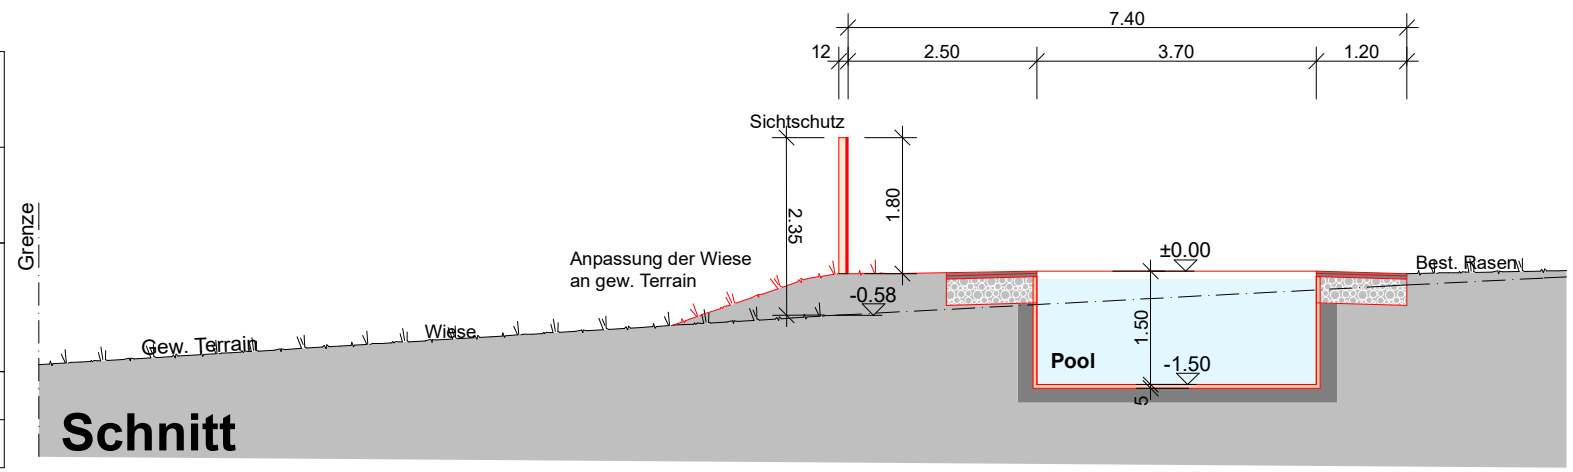 7.40
12
2.50
3.70
1.20
Sichtschutz
Grenze
2.35
1.80
±0.00
Anpassung der Wiese
an gew. Terrain
Best. Rasen
-0.58
1.50
Gew. Terrain
Wiese
Pool
-1.50
5
Schnitt